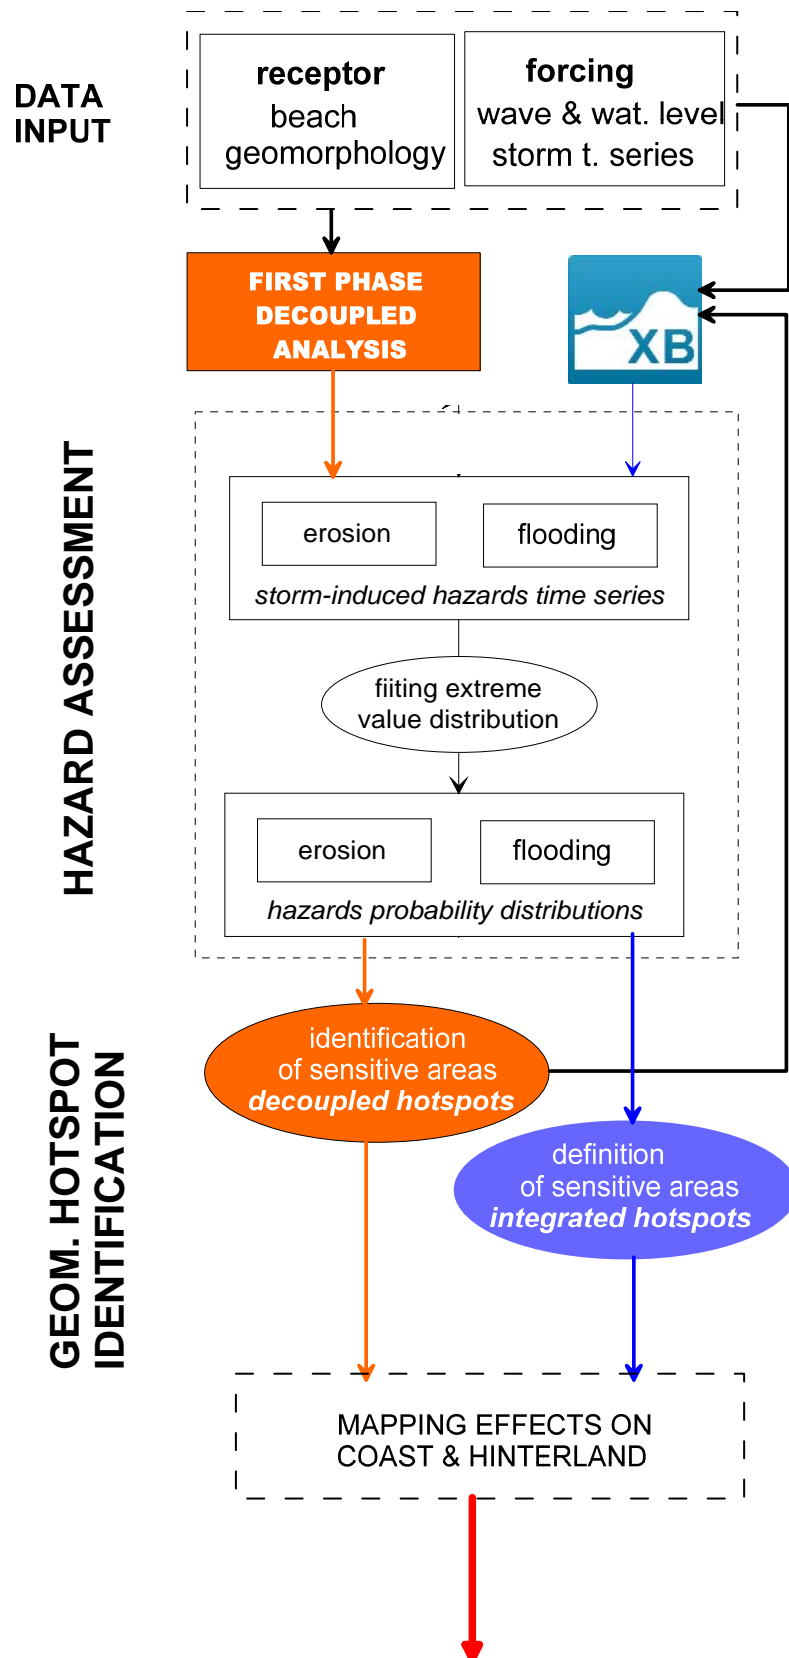 DATA
INPUT
receptor
beach
geomorphology
forcing
wave & wat. level
storm t. series
FIRST PHASE
DECOUPLED
ANALYSIS
XB
HAZARD ASSESSMENT
erosion
flooding
storm-induced hazards time series
fiiting extreme
value distribution
erosion
flooding
hazards probability distributions
GEOM. HOTSPOT
IDENTIFICATION
identification
of sensitive areas
decoupled hotspots
definition
of sensitive areas
integrated hotspots
MAPPING EFFECTS ON
COAST & HINTERLAND